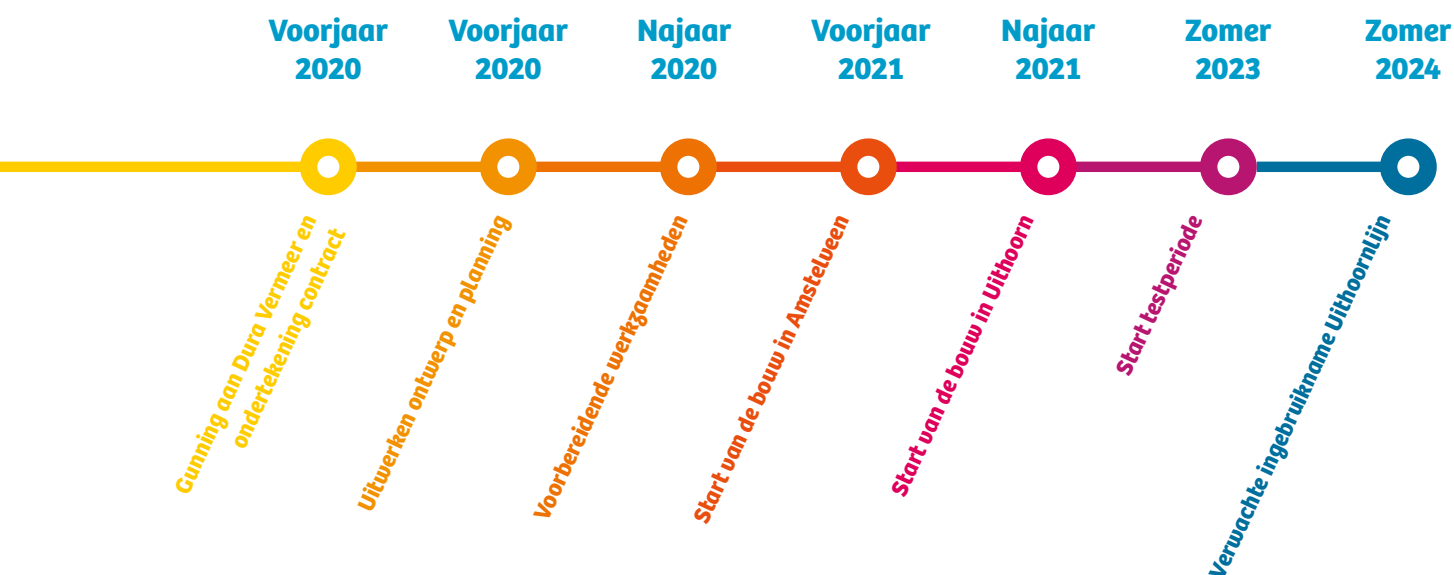 Voorjaar
2020
Voorjaar
2020
Najaar
2020
Voorjaar
2021
Najaar
2021
Zomer
2023
Zomer
2024
Gunning aan Dura Vermeer en
ondertekening contract
Uitwerken ontwerp en planning
Voorbereidende werkzaamheden
Start van de bouw in Amstelveen
Start van de bouw in Uithoorn
Start testperiode
Verwachte ingebruikname Uithoornlijn